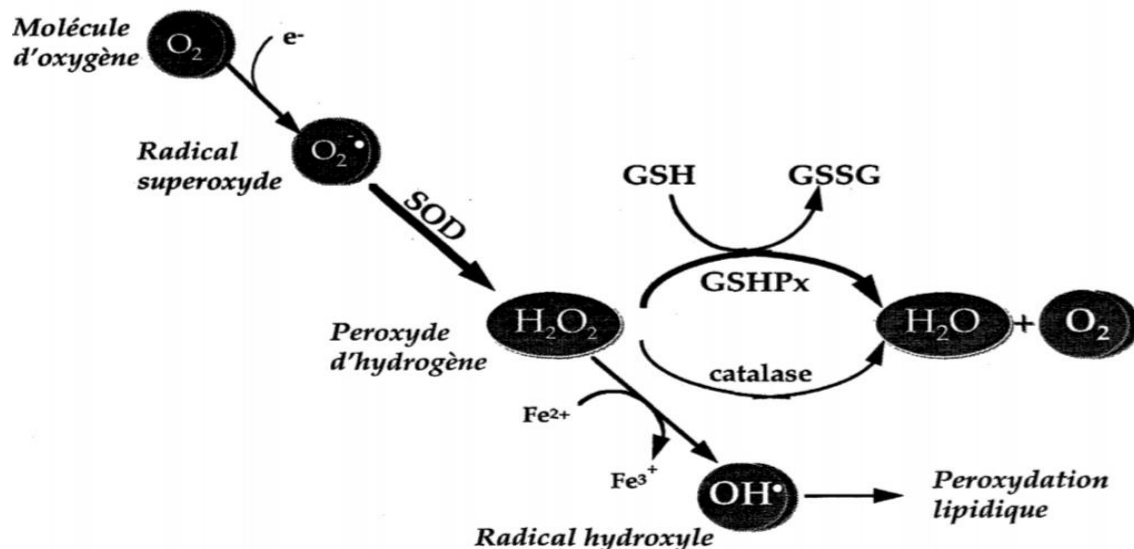 Molécule
d'oxygène
O₂
e-
Radical
superoxyde
O₂⁻•
SOD
GSH
GSSG
GSHPx
Peroxyde
d'hydrogène
H₂O₂
H₂O + O₂
catalase
Fe²⁺
Fe³⁺
OH•
Radical hydroxyle
Peroxydation
lipidique